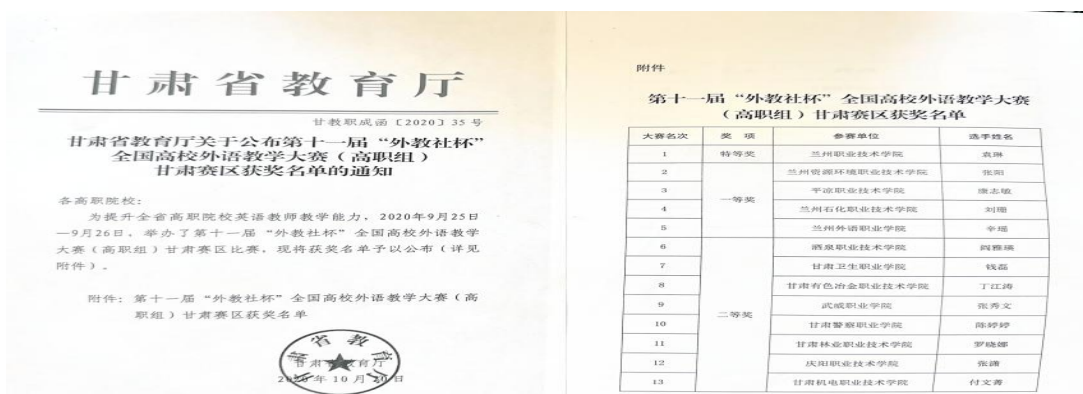 甘肃省教育厅
甘教职成函〔2020〕35号
甘肃省教育厅关于公布第十一届“外教社杯”
全国高校外语教学大赛（高职组）
甘肃赛区获奖名单的通知
各高职院校：
为提升全省高职院校英语教师教学能力，2020年9月25日
—9月26日，举办了第十一届“外教社杯”全国高校外语教学
大赛（高职组）甘肃赛区比赛，现将获奖名单予以公布（详见
附件）。
附件：第十一届“外教社杯”全国高校外语教学大赛（高
职组）甘肃赛区获奖名单
甘肃省教育厅
附件
第十一届“外教社杯”全国高校外语教学大赛
（高职组）甘肃赛区获奖名单
大赛名次 奖 项 参赛单位 选手姓名
1 特等奖 兰州职业技术学院 袁琳
2 一等奖 兰州资源环境职业技术学院 张阳
3 平凉职业技术学院 康志敏
4 兰州石化职业技术学院 刘珊
5 兰州外语职业学院 辛瑶
6 二等奖 酒泉职业技术学院 阎雅瑛
7 甘肃卫生职业学院 钱磊
8 甘肃有色冶金职业技术学院 丁江涛
9 武威职业学院 张秀文
10 甘肃警察职业学院 陈婷婷
11 甘肃林业职业技术学院 罗晓娜
12 庆阳职业技术学院 张潇
13 甘肃机电职业技术学院 付文菁